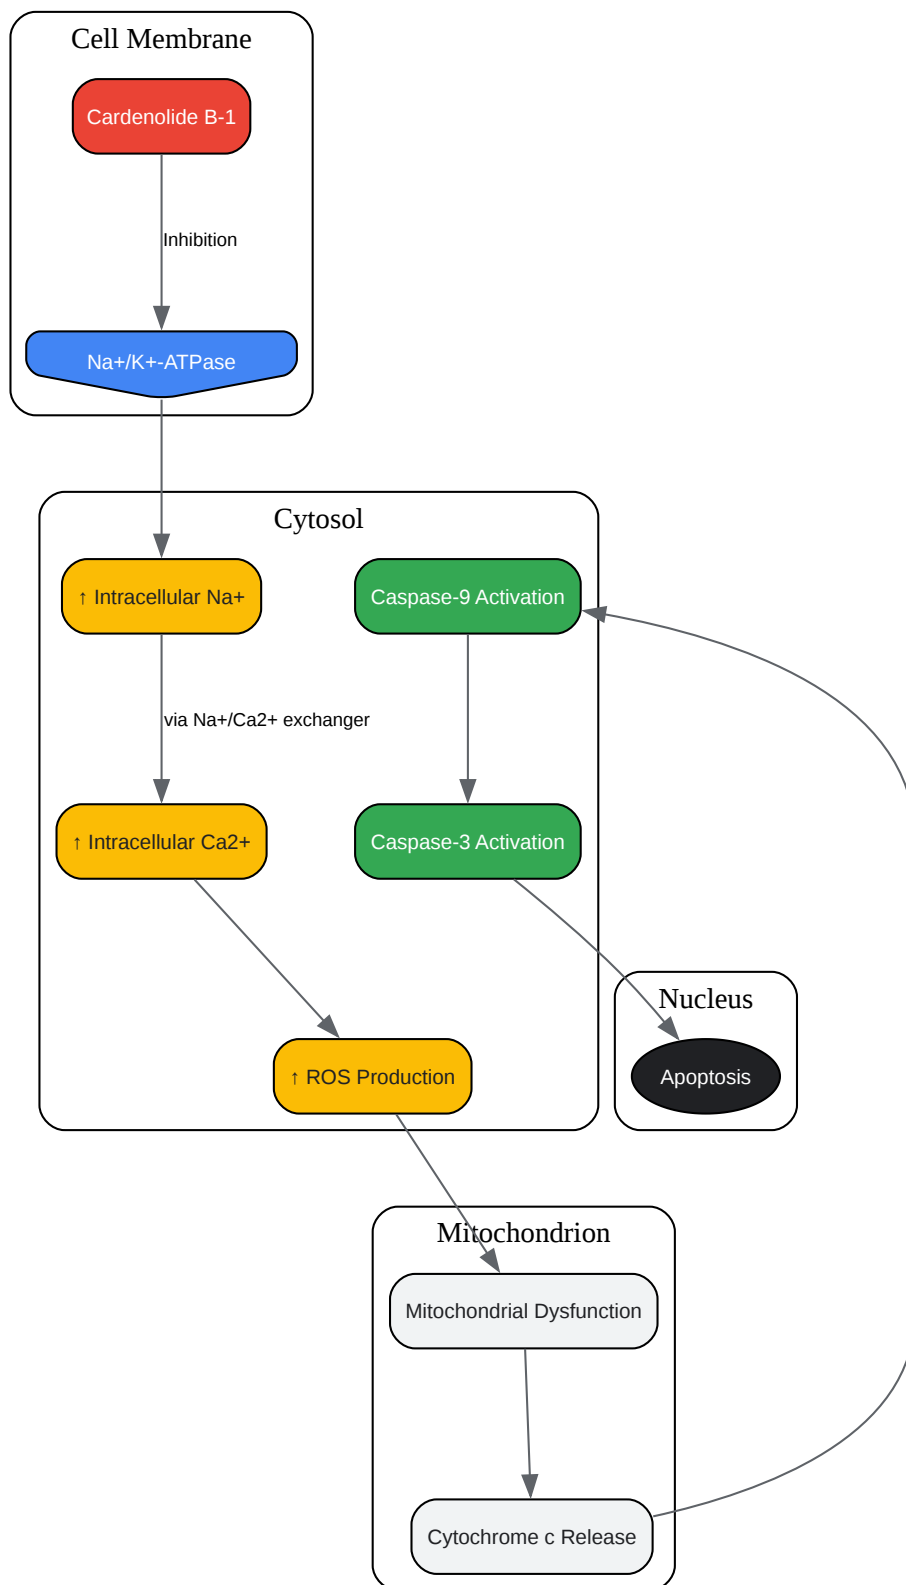 Cell Membrane
Cardenolide B-1
Inhibition
Na+/K+-ATPase
Cytosol
↑ Intracellular Na+
Caspase-9 Activation
via Na+/Ca2+ exchanger
↑ Intracellular Ca2+
Caspase-3 Activation
Nucleus
↑ ROS Production
Apoptosis
Mitochondrion
Mitochondrial Dysfunction
Cytochrome c Release